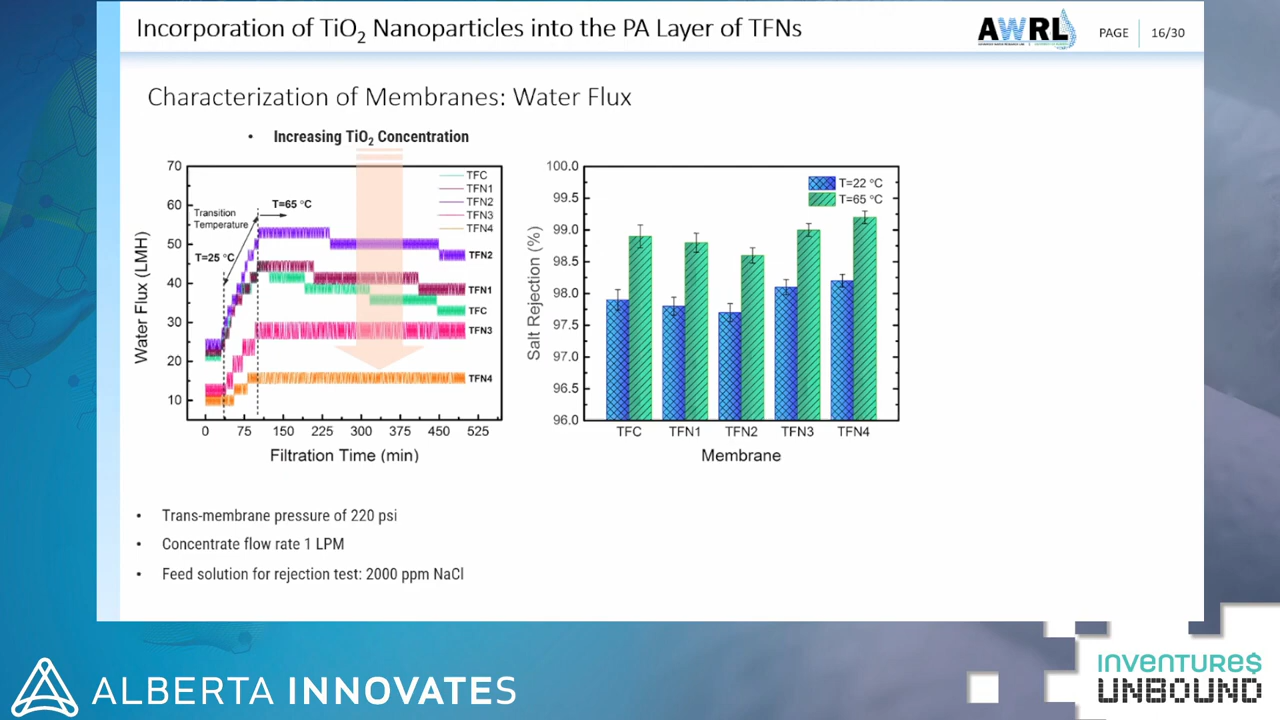 Incorporation of TiO2 Nanoparticles into the PA Layer of TFNs
AWRL
PAGE 16/30
Characterization of Membranes: Water Flux
• Increasing TiO2 Concentration
70
60
50
40
30
20
10
Water Flux (LMH)
Transition
Temperature
T=65 °C
T=25 °C
TFC
TFN1
TFN2
TFN3
TFN4
TFN2
TFN1
TFC
TFN3
TFN4
0 75 150 225 300 375 450 525
Filtration Time (min)
100.0
99.5
99.0
98.5
98.0
97.5
97.0
96.5
96.0
Salt Rejection (%)
T=22 °C
T=65 °C
TFC TFN1 TFN2 TFN3 TFN4
Membrane
• Trans-membrane pressure of 220 psi
• Concentrate flow rate 1 LPM
• Feed solution for rejection test: 2000 ppm NaCl
ALBERTA INNOVATES
INVENTURE$
UNBOUND